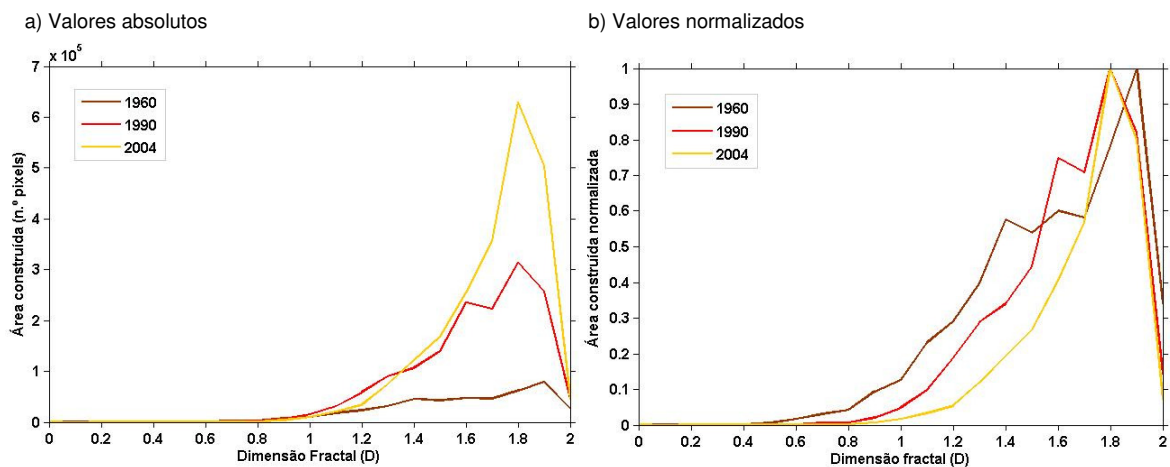 a) Valores absolutos
x 10⁵
7
6
5
4
3
2
1
0
Área construída (n.º pixels)
1960
1990
2004
0 0.2 0.4 0.6 0.8 1 1.2 1.4 1.6 1.8 2
Dimensão Fractal (D)
b) Valores normalizados
1
0.9
0.8
0.7
0.6
0.5
0.4
0.3
0.2
0.1
0
Área construída normalizada
1960
1990
2004
0 0.2 0.4 0.6 0.8 1.0 1.2 1.4 1.6 1.8 2
Dimensão fractal (D)